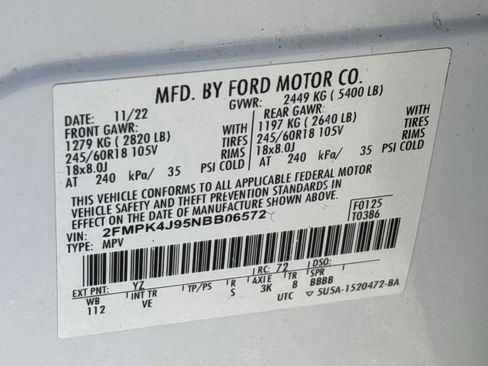 MFD. BY FORD MOTOR CO.
DATE: 11/22 GVWR: 2449 KG ( 5400 LB)
FRONT GAWR: REAR GAWR:
1279 KG ( 2820 LB) 1197 KG ( 2640 LB)
245/60R18 105V TIRES 245/60R18 105V TIRES
18x8.0J RIMS 18x8.0J RIMS
AT 240 kPa/ 35 PSI COLD AT 240 kPa/ 35 PSI COLD
THIS VEHICLE CONFORMS TO ALL APPLICABLE FEDERAL MOTOR
VEHICLE SAFETY AND THEFT PREVENTION STANDARDS IN
EFFECT ON THE DATE OF MANUFACTURE SHOWN ABOVE.
VIN: 2FMPK4J95NBB06572 F0125
TYPE: MPV T0386
EXT PNT: YZ RC: 72 DSO:
WB INT TR TP/PS R AXLE TR SPR
112 VE S 3K 8 BBBB
UTC 5U5A-1520472-BA